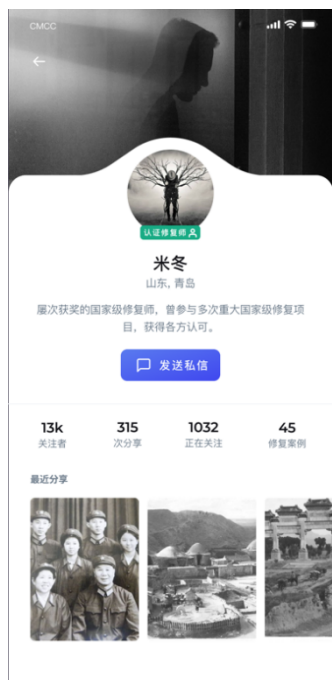 CMCC
认证修复师
米冬
山东, 青岛
屡次获奖的国家级修复师，曾参与多次重大国家级修复项
目，获得各方认可。
发送私信
13k 315 1032 45
关注者 次分享 正在关注 修复案例
最近分享